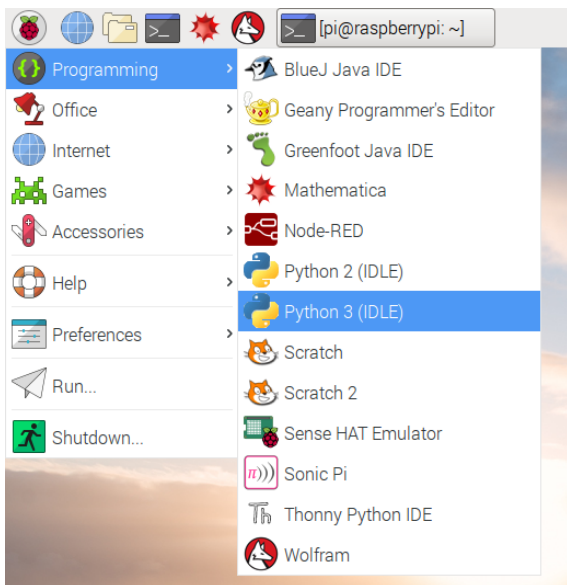 [pi@raspberrypi: ~]
Programming
Office
Internet
Games
Accessories
Help
Preferences
Run...
Shutdown...
BlueJ Java IDE
Geany Programmer's Editor
Greenfoot Java IDE
Mathematica
Node-RED
Python 2 (IDLE)
Python 3 (IDLE)
Scratch
Scratch 2
Sense HAT Emulator
π))) Sonic Pi
Th Thonny Python IDE
Wolfram